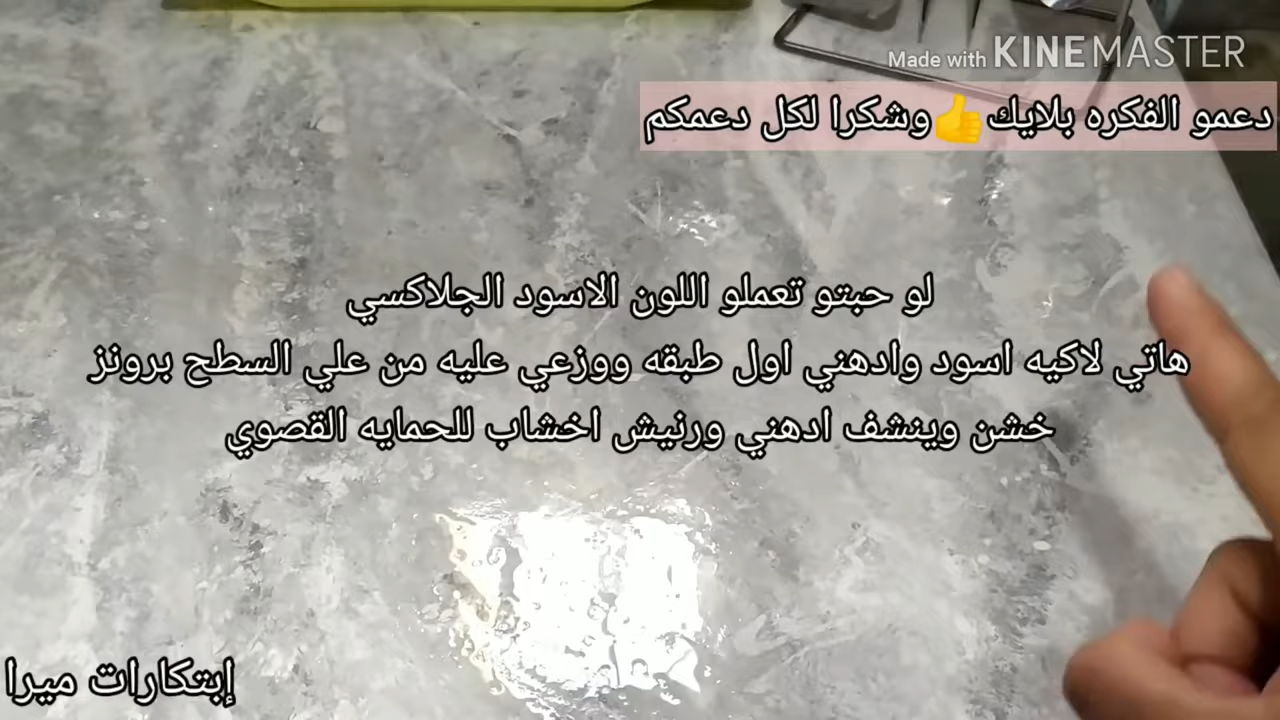 Made with KINEMASTER
دعمو الفكره بلايك👍وشكرا لكل دعمكم
لو حبتو تعملو اللون الاسود الجلاكسي
هاتي لاكيه اسود وادهني اول طبقه ووزعي عليه من علي السطح برونز
خشن وينشف ادهني ورنيش اخشاب للحمايه القصوي
إبتكارات ميرا